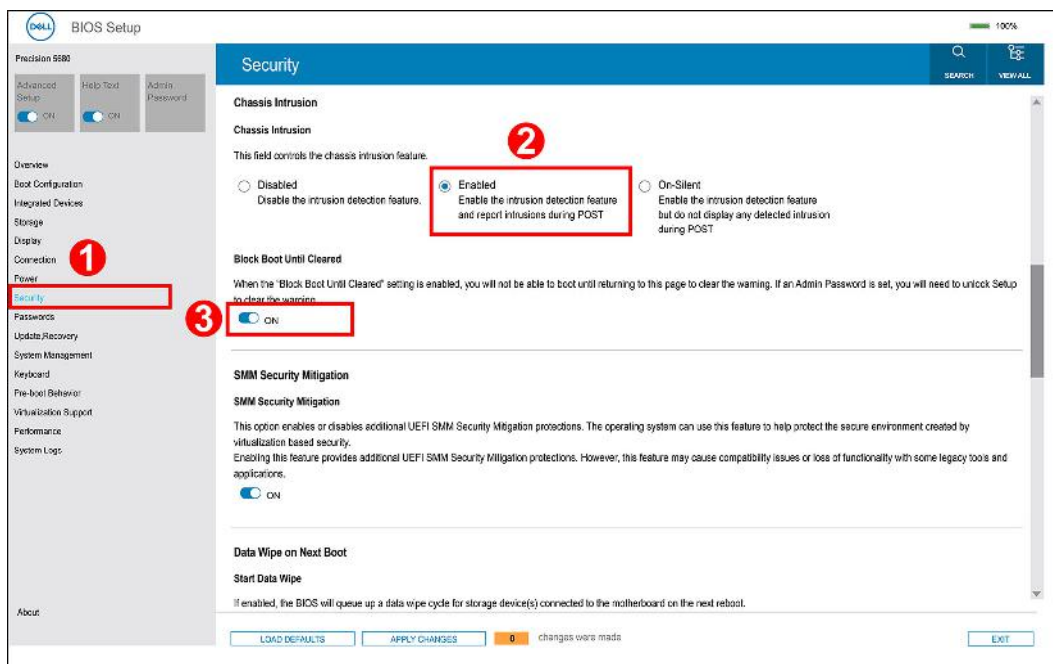 DELL
BIOS Setup
100%
Precision 5680
Advanced Setup
ON
Help Text
ON
Admin Password
Overview
Boot Configuration
Integrated Devices
Storage
Display
Connection
Power
Security
Passwords
Update,Recovery
System Management
Keyboard
Pre-boot Behavior
Virtualization Support
Performance
System Logs
About
1
Security
SEARCH
VIEW ALL
Chassis Intrusion
Chassis Intrusion
This field controls the chassis intrusion feature.
2
Disabled
Disable the intrusion detection feature.
Enabled
Enable the intrusion detection feature
and report intrusions during POST
On-Silent
Enable the intrusion detection feature
but do not display any detected intrusion
during POST
Block Boot Until Cleared
When the "Block Boot Until Cleared" setting is enabled, you will not be able to boot until returning to this page to clear the warning. If an Admin Password is set, you will need to unlock Setup
to clear the warning.
3
ON
SMM Security Mitigation
SMM Security Mitigation
This option enables or disables additional UEFI SMM Security Mitigation protections. The operating system can use this feature to help protect the secure environment created by
virtualization based security.
Enabling this feature provides additional UEFI SMM Security Mitigation protections. However, this feature may cause compatibility issues or loss of functionality with some legacy tools and
applications.
ON
Data Wipe on Next Boot
Start Data Wipe
If enabled, the BIOS will queue up a data wipe cycle for storage device(s) connected to the motherboard on the next reboot.
LOAD DEFAULTS
APPLY CHANGES
0
changes were made
EXIT